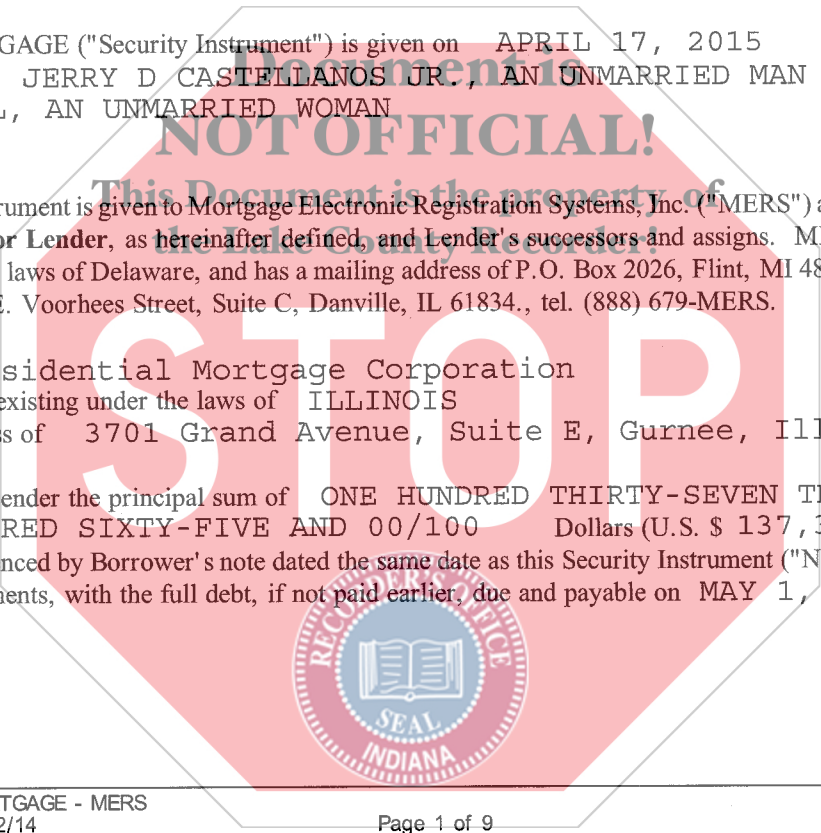 GAGE ("Security Instrument") is given on APRIL 17, 2015
JERRY D CASTELLANOS JR., AN UNMARRIED MAN
, AN UNMARRIED WOMAN
Document is
NOT OFFICIAL!
This Document is the property of
the Lake County Recorder!
rument is given to Mortgage Electronic Registration Systems, Inc. ("MERS") a
or Lender, as hereinafter defined, and Lender's successors and assigns. M
laws of Delaware, and has a mailing address of P.O. Box 2026, Flint, MI 48
E. Voorhees Street, Suite C, Danville, IL 61834., tel. (888) 679-MERS.
STOP
sidential Mortgage Corporation
existing under the laws of ILLINOIS
s of 3701 Grand Avenue, Suite E, Gurnee, Ill
ender the principal sum of ONE HUNDRED THIRTY-SEVEN T
RED SIXTY-FIVE AND 00/100 Dollars (U.S. $ 137,3
nced by Borrower's note dated the same date as this Security Instrument ("N
ents, with the full debt, if not paid earlier, due and payable on MAY 1,
RECORDER'S OFFICE
SEAL
INDIANA
TGAGE - MERS
2/14
Page 1 of 9